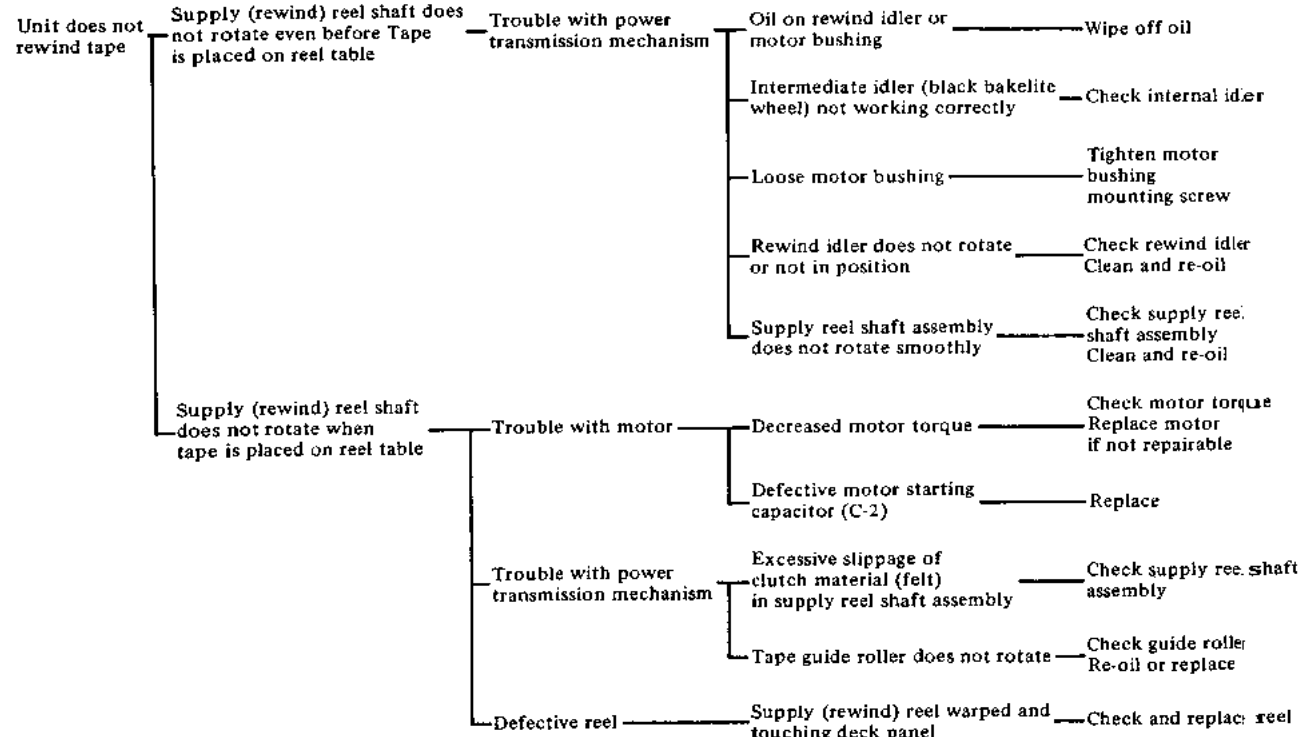 Unit does not
rewind tape
Supply (rewind) reel shaft does
not rotate even before Tape
is placed on reel table
Trouble with power
transmission mechanism
Oil on rewind idler or
motor bushing
Wipe off oil
Intermediate idler (black bakelite
wheel) not working correctly
Check internal idler
Loose motor bushing
Tighten motor
bushing
mounting screw
Rewind idler does not rotate
or not in position
Check rewind idler
Clean and re-oil
Supply reel shaft assembly
does not rotate smoothly
Check supply reel
shaft assembly
Clean and re-oil
Supply (rewind) reel shaft
does not rotate when
tape is placed on reel table
Trouble with motor
Decreased motor torque
Check motor torque
Replace motor
if not repairable
Defective motor starting
capacitor (C-2)
Replace
Trouble with power
transmission mechanism
Excessive slippage of
clutch material (felt)
in supply reel shaft assembly
Check supply reel shaft
assembly
Tape guide roller does not rotate
Check guide roller
Re-oil or replace
Defective reel
Supply (rewind) reel warped and
touching deck panel
Check and replace reel